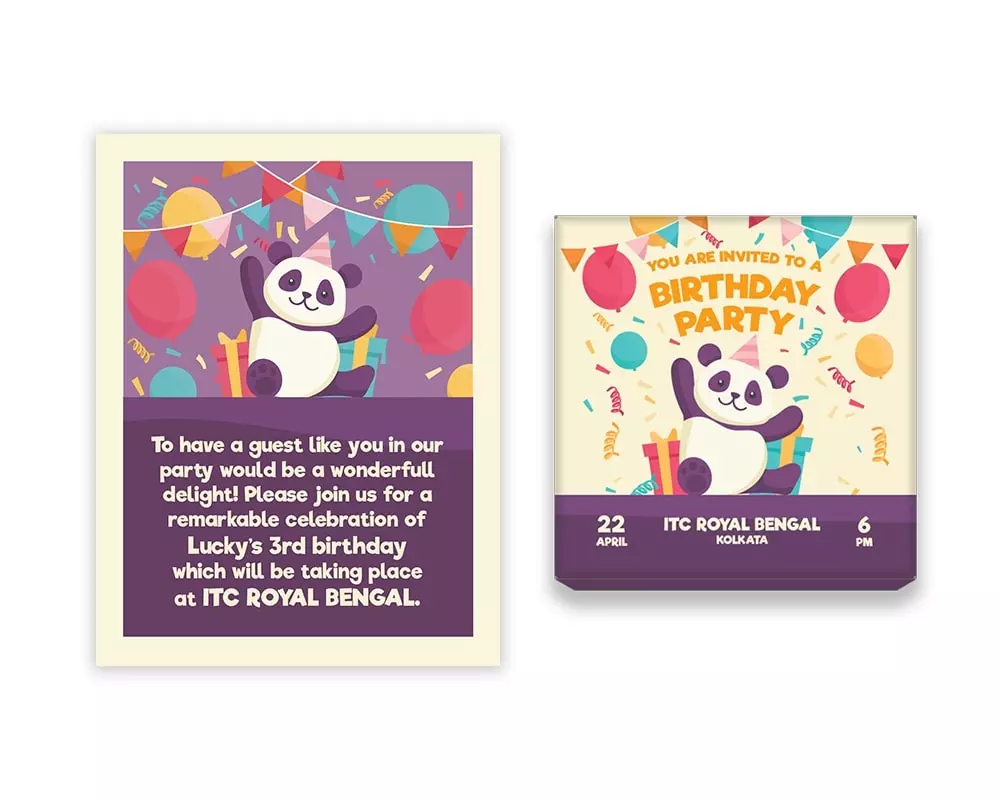 To have a guest like you in our
party would be a wonderfull
delight! Please join us for a
remarkable celebration of
Lucky's 3rd birthday
which will be taking place
at ITC ROYAL BENGAL.
YOU ARE INVITED TO A
BIRTHDAY
PARTY
22
APRIL
ITC ROYAL BENGAL
KOLKATA
6
PM